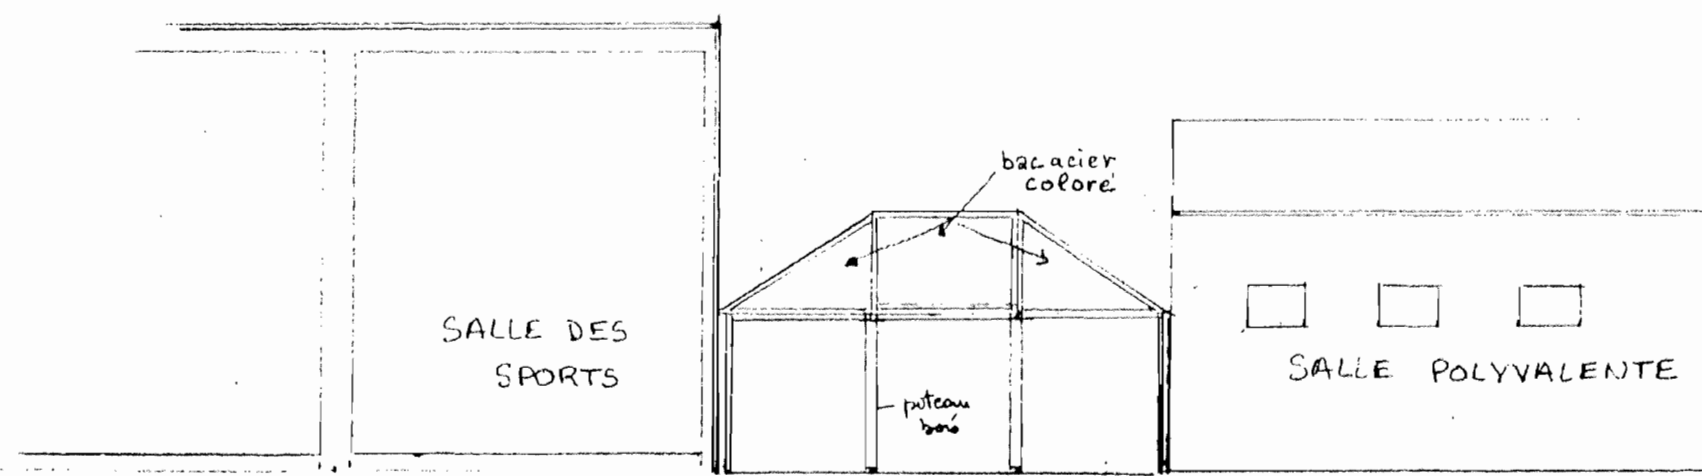 bac acier
coloré
SALLE DES
SPORTS
poteau
bois
SALLE POLYVALENTE